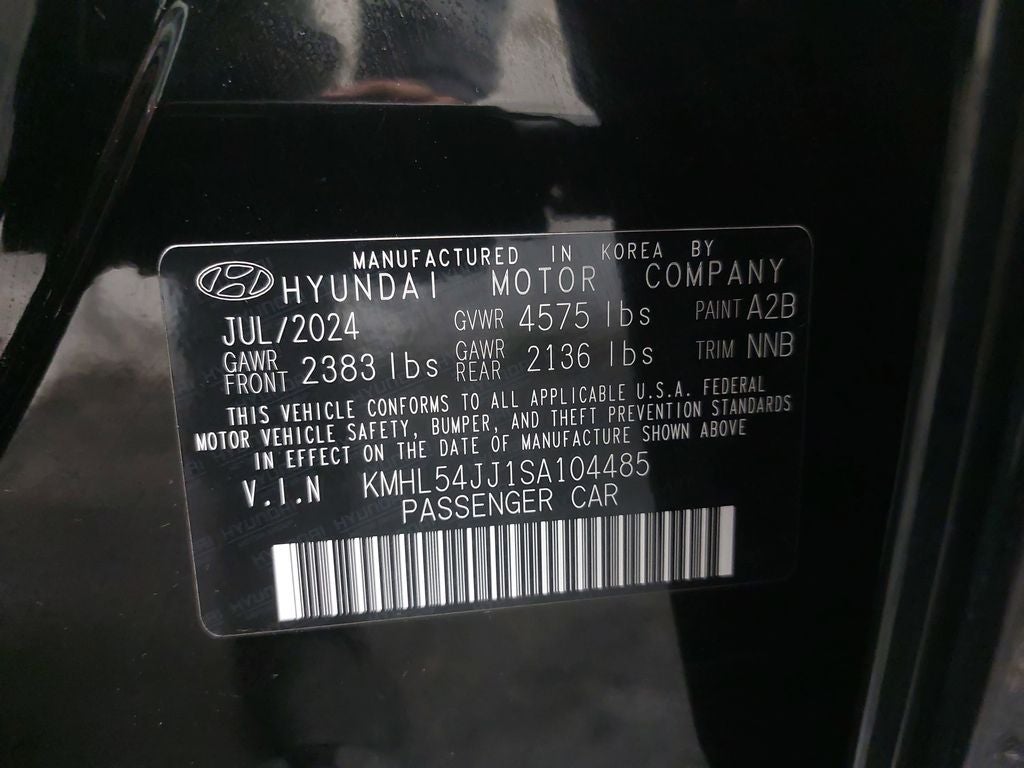 MANUFACTURED IN KOREA BY
HYUNDAI MOTOR COMPANY
JUL/2024 GVWR 4575 lbs PAINT A2B
GAWR FRONT 2383 lbs GAWR REAR 2136 lbs TRIM NNB
THIS VEHICLE CONFORMS TO ALL APPLICABLE U.S.A. FEDERAL
MOTOR VEHICLE SAFETY, BUMPER, AND THEFT PREVENTION STANDARDS
IN EFFECT ON THE DATE OF MANUFACTURE SHOWN ABOVE
V.I.N KMHL54JJ1SA104485
PASSENGER CAR